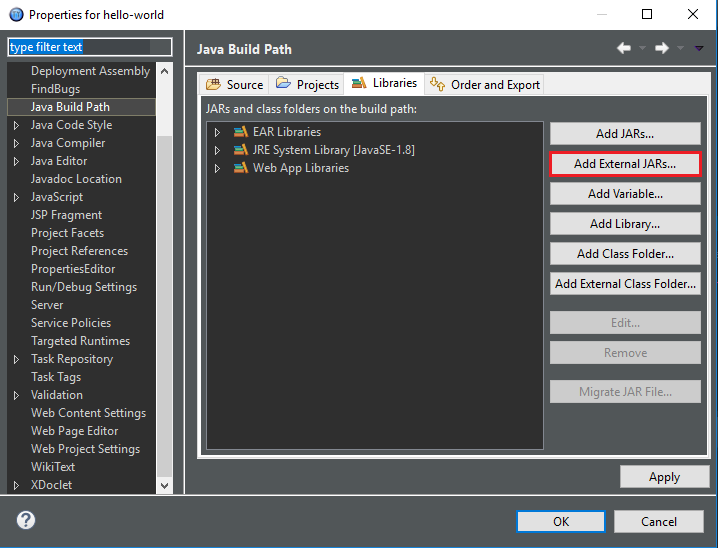 Properties for hello-world
type filter text
Deployment Assembly
FindBugs
Java Build Path
Java Code Style
Java Compiler
Java Editor
Javadoc Location
JavaScript
JSP Fragment
Project Facets
Project References
PropertiesEditor
Run/Debug Settings
Server
Service Policies
Targeted Runtimes
Task Repository
Task Tags
Validation
Web Content Settings
Web Page Editor
Web Project Settings
WikiText
XDoclet
Java Build Path
Source Projects Libraries Order and Export
JARs and class folders on the build path:
EAR Libraries
JRE System Library [JavaSE-1.8]
Web App Libraries
Add JARs...
Add External JARs...
Add Variable...
Add Library...
Add Class Folder...
Add External Class Folder...
Edit...
Remove
Migrate JAR File...
Apply
?
OK Cancel